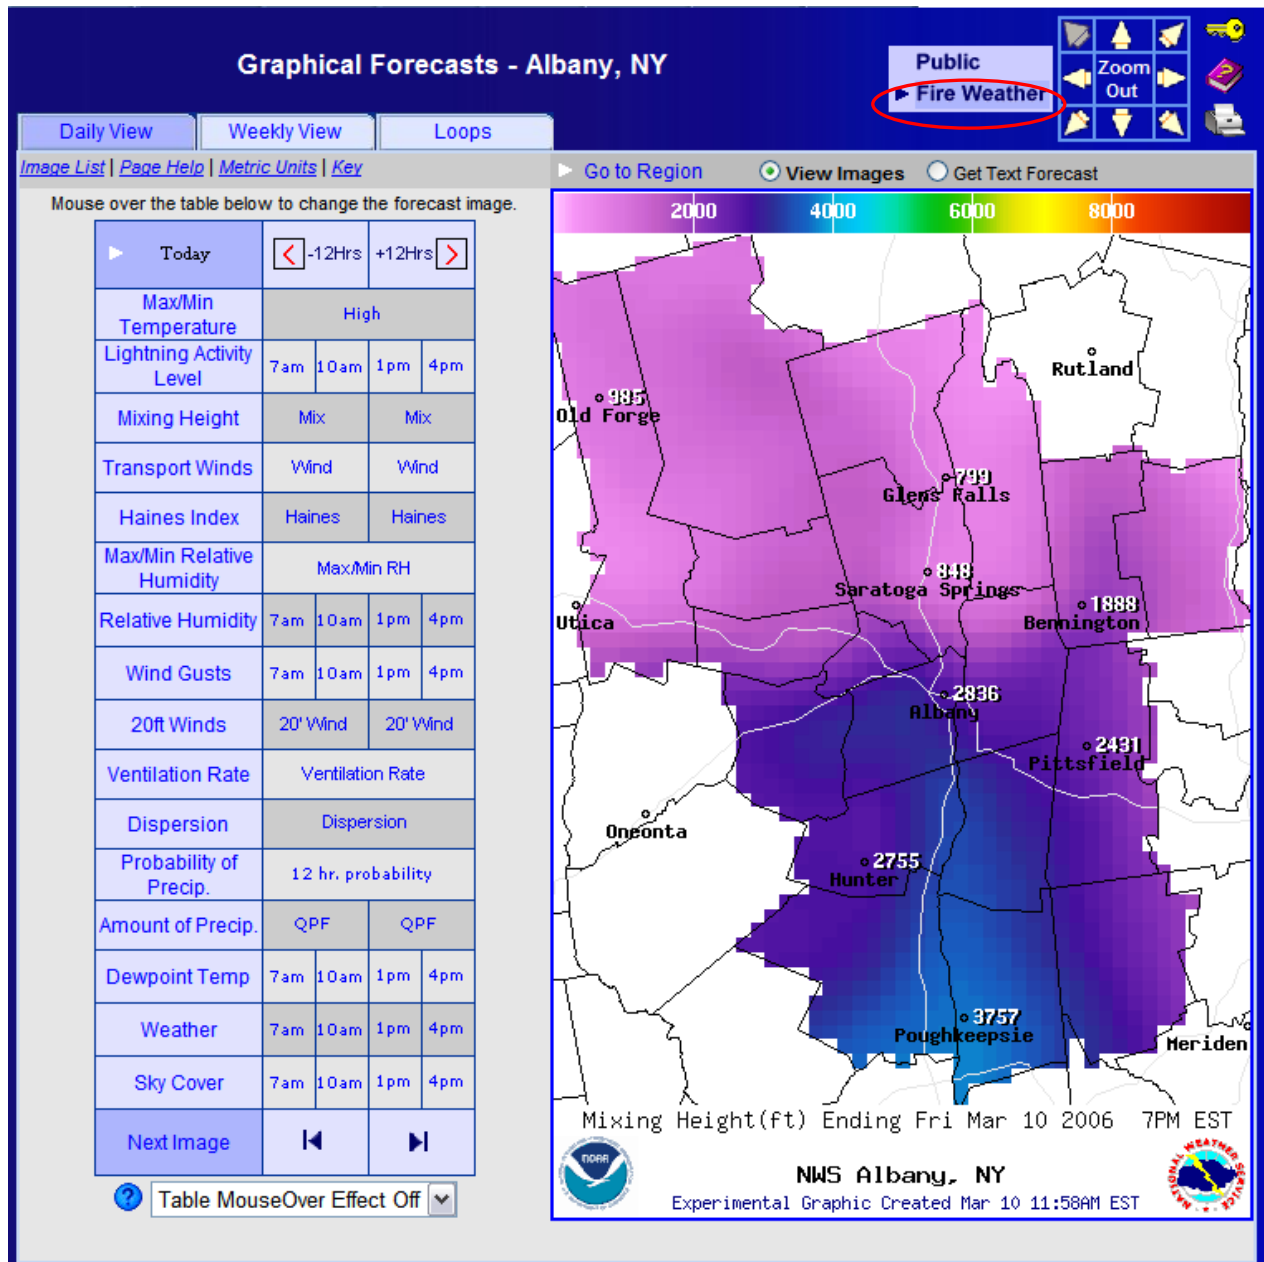 Graphical Forecasts - Albany, NY
Public
Fire Weather
Zoom
Out
Daily View
Weekly View
Loops
Image List | Page Help | Metric Units | Key
Go to Region
View Images
Get Text Forecast
Mouse over the table below to change the forecast image.
Today
-12Hrs
+12Hrs
Max/Min
Temperature
High
Lightning Activity
Level
7am 10am 1pm 4pm
Mixing Height
Mix
Mix
Transport Winds
Wind
Wind
Haines Index
Haines
Haines
Max/Min Relative
Humidity
Max/Min RH
Relative Humidity
7am 10am 1pm 4pm
Wind Gusts
7am 10am 1pm 4pm
20ft Winds
20' Wind
20' Wind
Ventilation Rate
Ventilation Rate
Dispersion
Dispersion
Probability of
Precip.
12 hr. probability
Amount of Precip.
QPF
QPF
Dewpoint Temp
7am 10am 1pm 4pm
Weather
7am 10am 1pm 4pm
Sky Cover
7am 10am 1pm 4pm
Next Image
Table MouseOver Effect Off
2000 4000 6000 8000
Rutland
985
Old Forge
799
Glens Falls
848
Saratoga Springs
1888
Bennington
Utica
2836
Albany
2431
Pittsfield
Oneonta
2755
Hunter
3757
Poughkeepsie
Meriden
Mixing Height(ft) Ending Fri Mar 10 2006 7PM EST
NOAA
NWS Albany, NY
Experimental Graphic Created Mar 10 11:58AM EST
NATIONAL WEATHER SERVICE